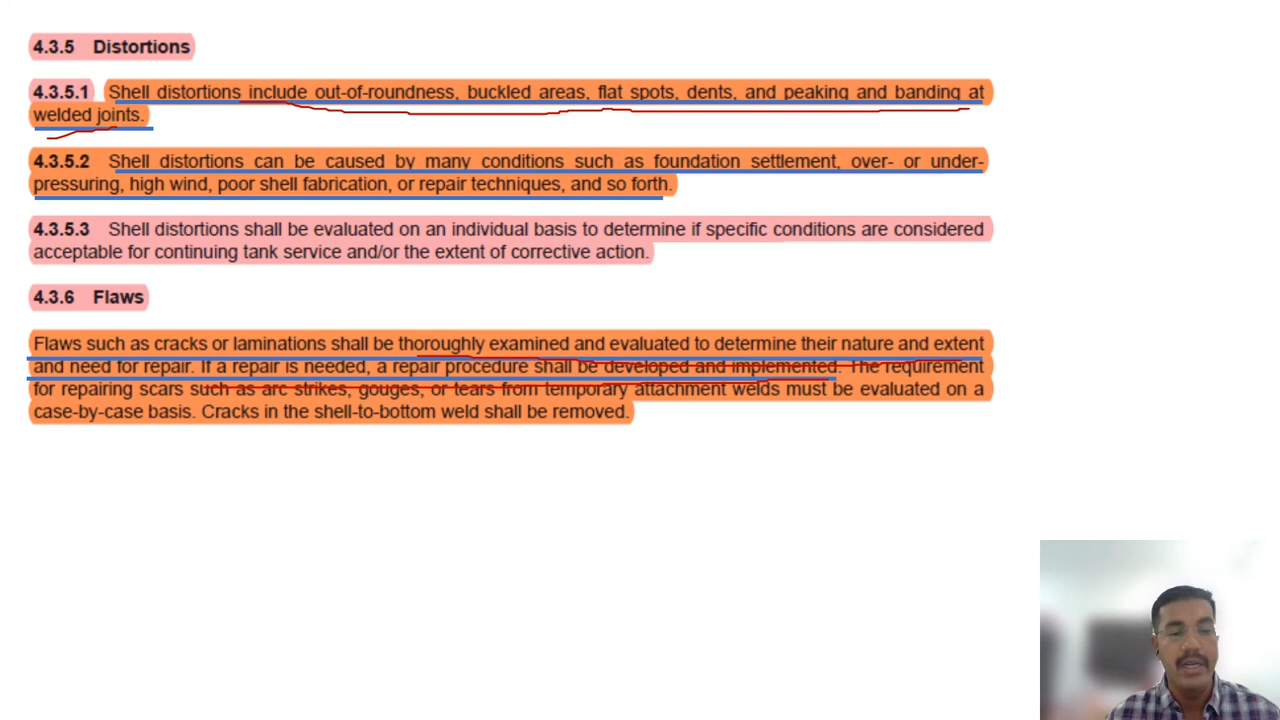 4.3.5 Distortions
4.3.5.1 Shell distortions include out-of-roundness, buckled areas, flat spots, dents, and peaking and banding at
welded joints.
4.3.5.2 Shell distortions can be caused by many conditions such as foundation settlement, over- or under-
pressuring, high wind, poor shell fabrication, or repair techniques, and so forth.
4.3.5.3 Shell distortions shall be evaluated on an individual basis to determine if specific conditions are considered
acceptable for continuing tank service and/or the extent of corrective action.
4.3.6 Flaws
Flaws such as cracks or laminations shall be thoroughly examined and evaluated to determine their nature and extent
and need for repair. If a repair is needed, a repair procedure shall be developed and implemented. The requirement
for repairing scars such as arc strikes, gouges, or tears from temporary attachment welds must be evaluated on a
case-by-case basis. Cracks in the shell-to-bottom weld shall be removed.